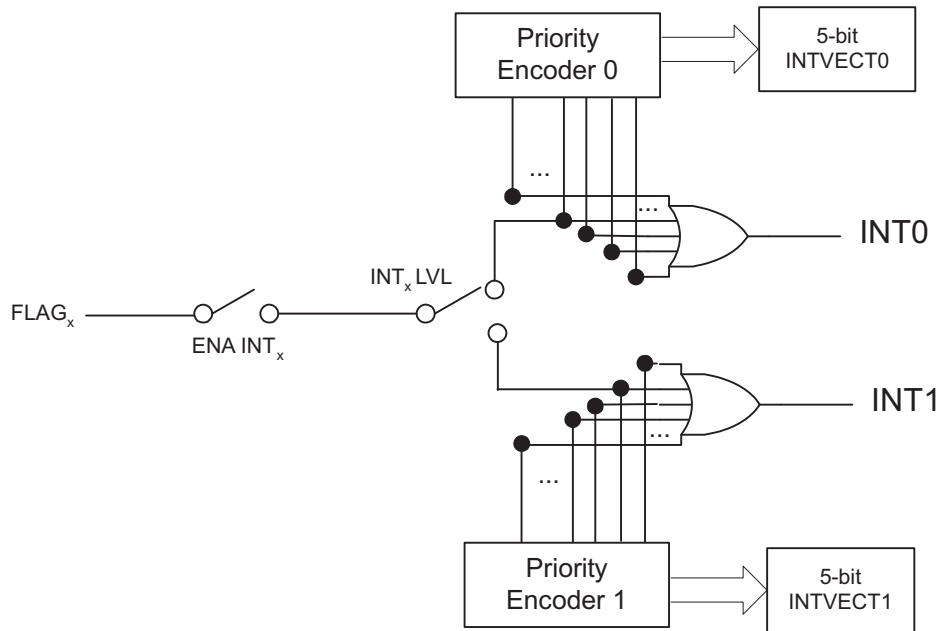 Priority
Encoder 0
5-bit
INTVECT0
...
...
INT0
INTx LVL
FLAGx
ENA INTx
INT1
...
...
Priority
Encoder 1
5-bit
INTVECT1